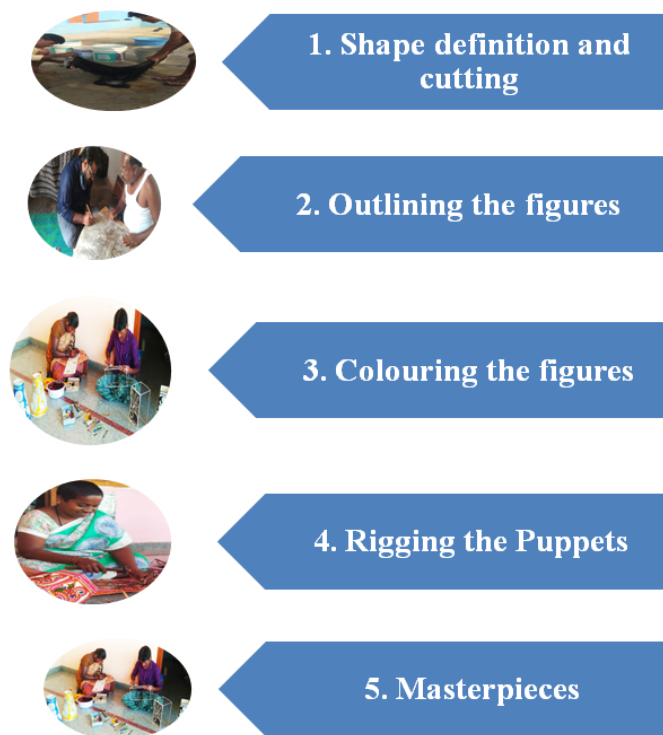 1. Shape definition and
cutting
2. Outlining the figures
3. Colouring the figures
4. Rigging the Puppets
5. Masterpieces